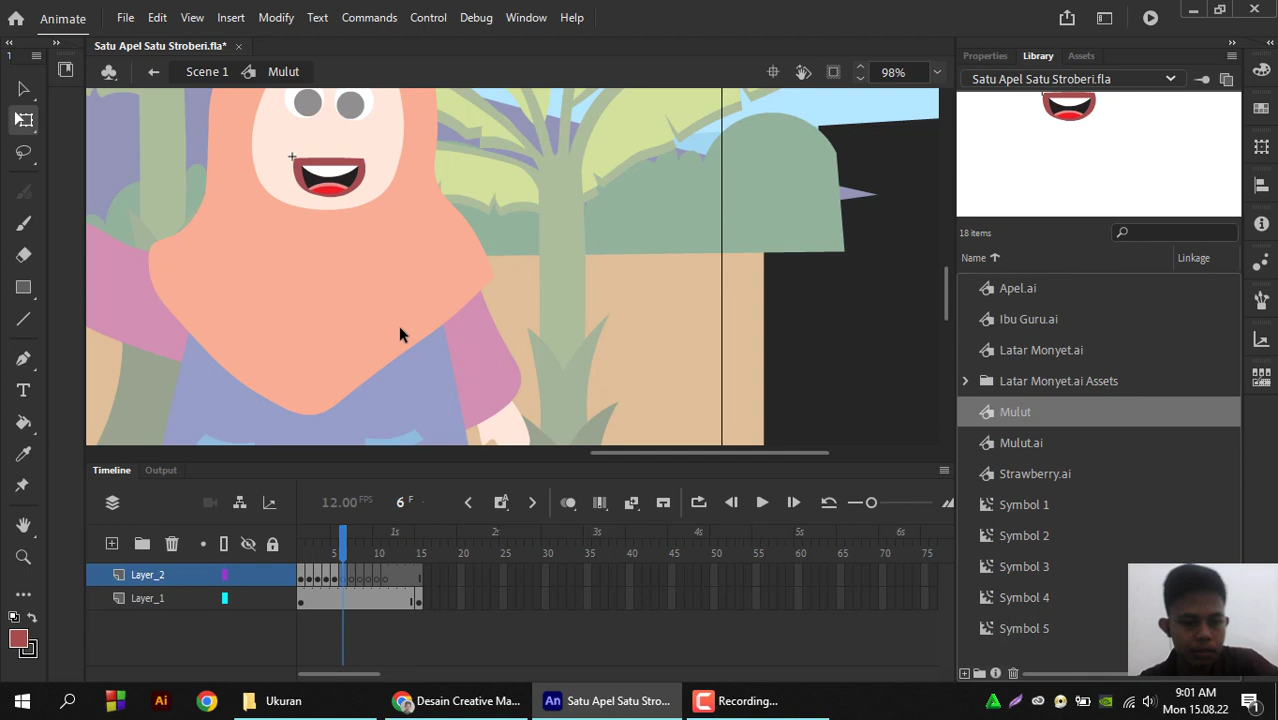 Animate File Edit View Insert Modify Text Commands Control Debug Window Help
Satu Apel Satu Stroberi.fla*
Scene 1 Mulut 98%
Properties Library Assets
Satu Apel Satu Stroberi.fla
18 items
Name Linkage
Apel.ai
Ibu Guru.ai
Latar Monyet.ai
Latar Monyet.ai Assets
Mulut
Mulut.ai
Strawberry.ai
Symbol 1
Symbol 2
Symbol 3
Symbol 4
Symbol 5
Timeline Output
12.00 FPS 6 F
1s 2s 3s 4s 5s 6s
5 10 15 20 25 30 35 40 45 50 55 60 65 70 75
Layer_2
Layer_1
Ai Ukuran Desain Creative Ma... An Satu Apel Satu Stro... Recording...
9:01 AM
Mon 15.08.22